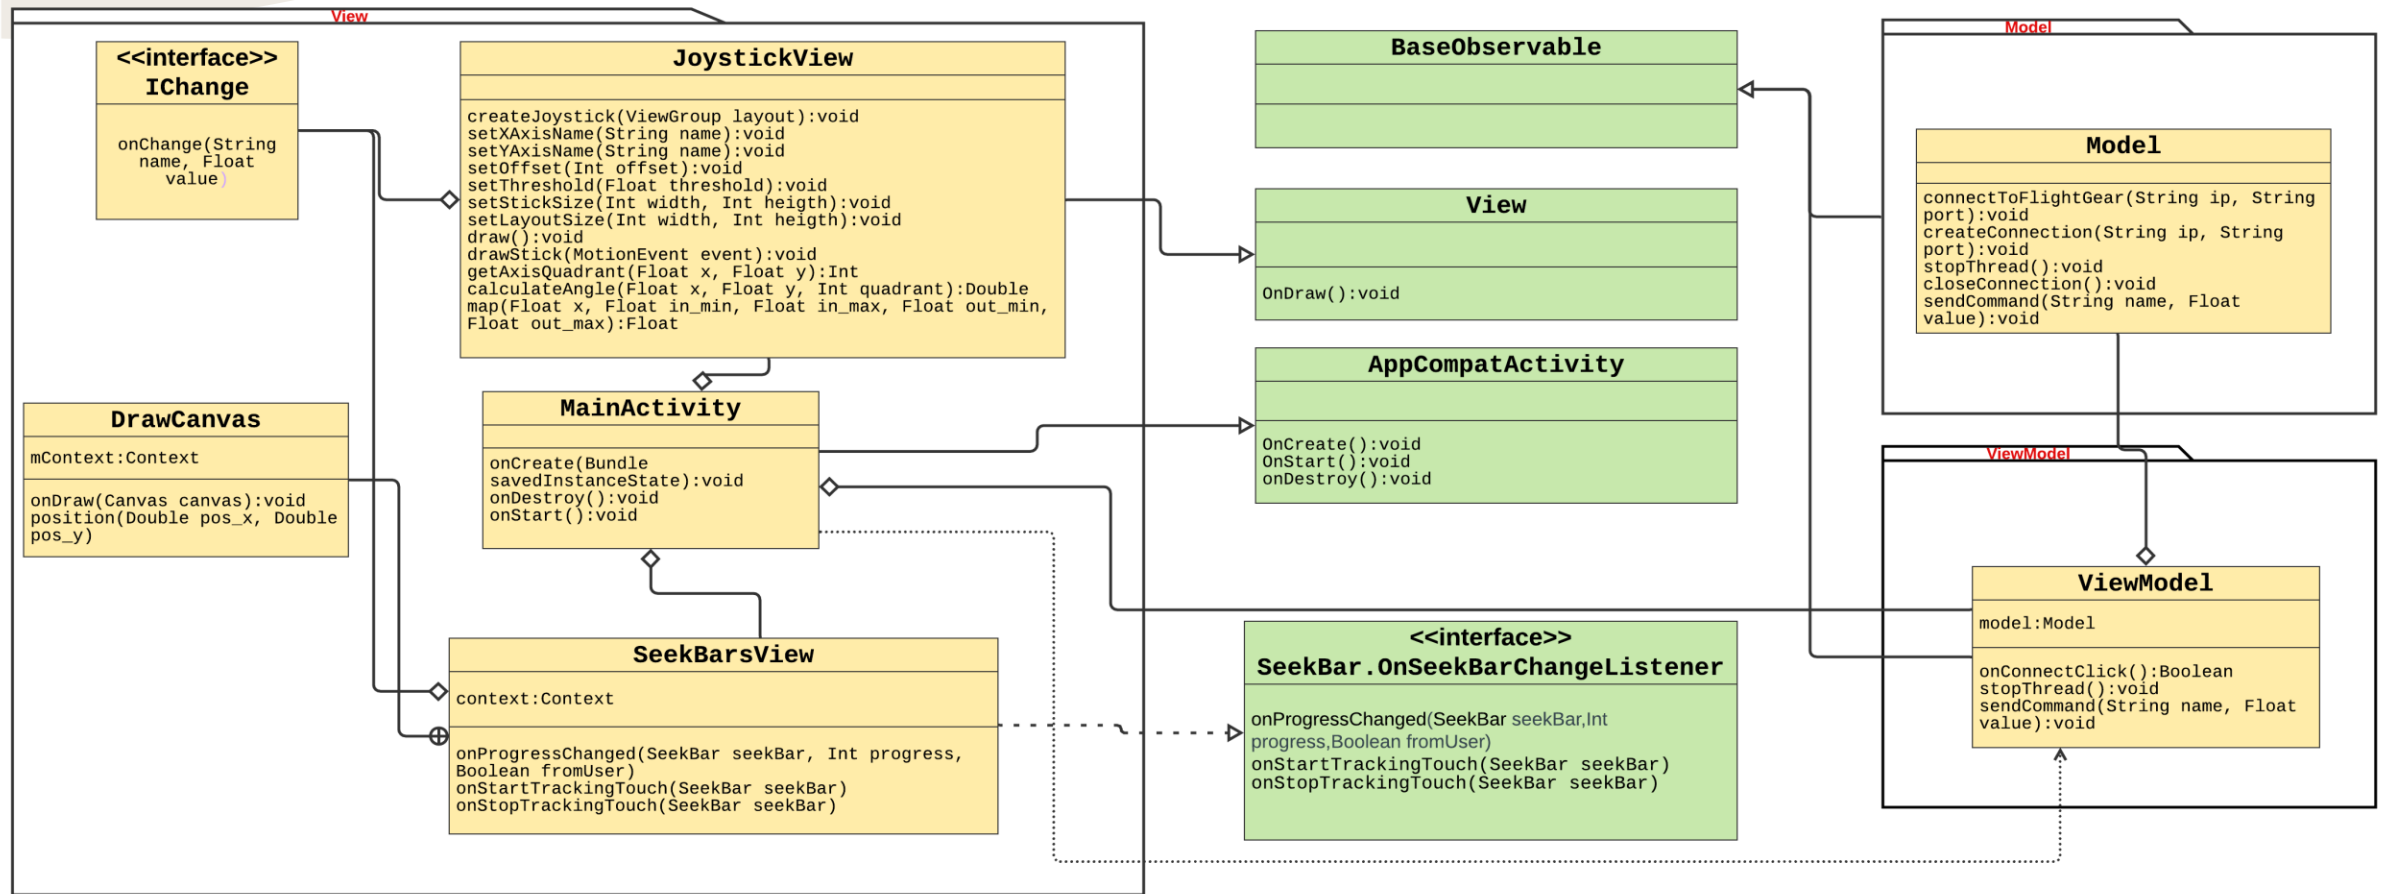 View
<<interface>>
IChange
onChange(String
name, Float
value)
JoystickView
createJoystick(ViewGroup layout):void
setXAxisName(String name):void
setYAxisName(String name):void
setOffset(Int offset):void
setThreshold(Float threshold):void
setStickSize(Int width, Int heigth):void
setLayoutSize(Int width, Int heigth):void
draw():void
drawStick(MotionEvent event):void
getAxisQuadrant(Float x, Float y):Int
calculateAngle(Float x, Float y, Int quadrant):Double
map(Float x, Float in_min, Float in_max, Float out_min,
Float out_max):Float
DrawCanvas
mContext:Context
onDraw(Canvas canvas):void
position(Double pos_x, Double
pos_y)
MainActivity
onCreate(Bundle
savedInstanceState):void
onDestroy():void
onStart():void
SeekBarsView
context:Context
onProgressChanged(SeekBar seekBar, Int progress,
Boolean fromUser)
onStartTrackingTouch(SeekBar seekBar)
onStopTrackingTouch(SeekBar seekBar)
BaseObservable
View
OnDraw():void
AppCompatActivity
OnCreate():void
OnStart():void
onDestroy():void
<<interface>>
SeekBar.OnSeekBarChangeListener
onProgressChanged(SeekBar seekBar,Int
progress,Boolean fromUser)
onStartTrackingTouch(SeekBar seekBar)
onStopTrackingTouch(SeekBar seekBar)
Model
Model
connectToFlightGear(String ip, String
port):void
createConnection(String ip, String
port):void
stopThread():void
closeConnection():void
sendCommand(String name, Float
value):void
ViewModel
ViewModel
model:Model
onConnectClick():Boolean
stopThread():void
sendCommand(String name, Float
value):void